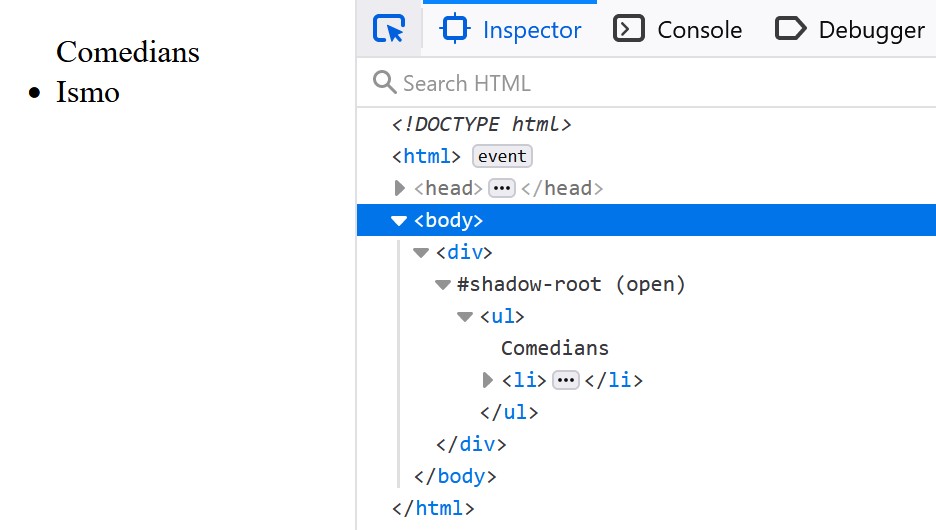 Comedians
• Ismo
Inspector Console Debugger
Search HTML
<!DOCTYPE html>
<html> event
<head> ••• </head>
<body>
<div>
#shadow-root (open)
<ul>
Comedians
<li> ••• </li>
</ul>
</div>
</body>
</html>